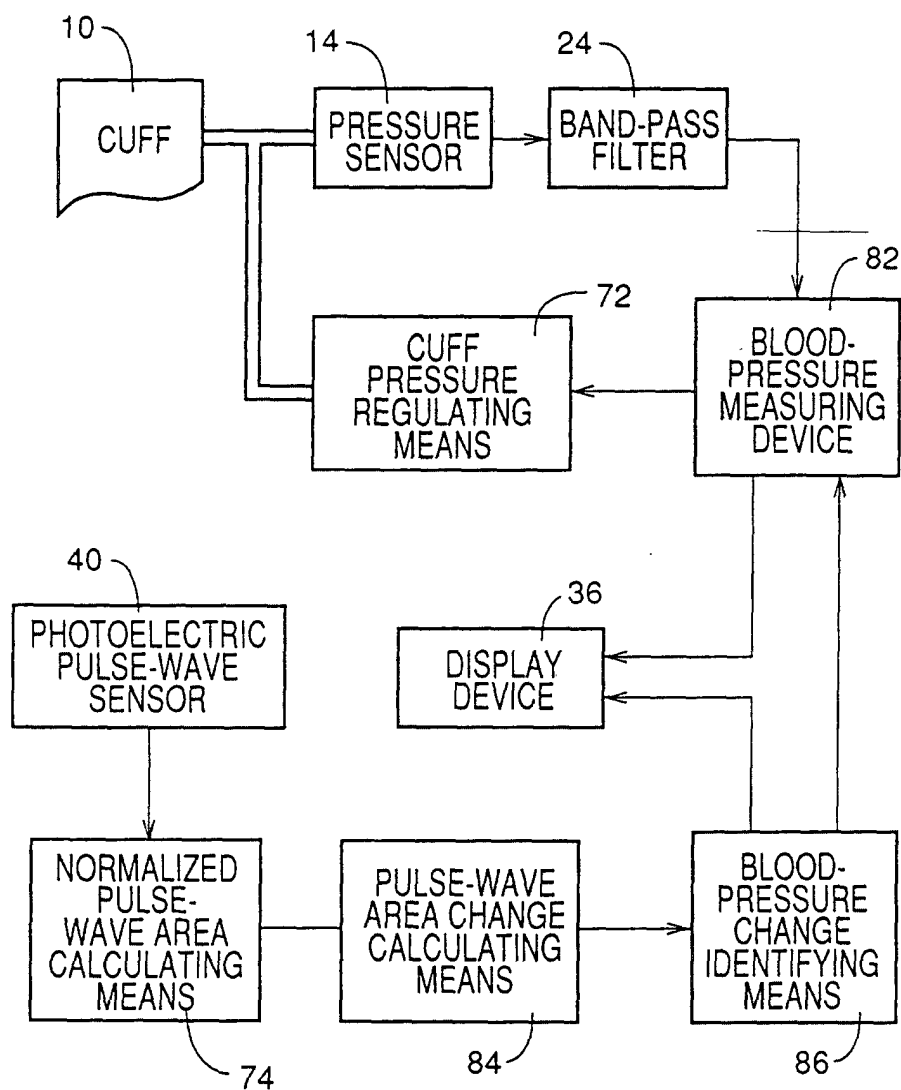 10
14
24
CUFF
PRESSURE
SENSOR
BAND-PASS
FILTER
72
82
CUFF
PRESSURE
REGULATING
MEANS
BLOOD-
PRESSURE
MEASURING
DEVICE
40
36
PHOTOELECTRIC
PULSE-WAVE
SENSOR
DISPLAY
DEVICE
NORMALIZED
PULSE-
WAVE AREA
CALCULATING
MEANS
PULSE-WAVE
AREA CHANGE
CALCULATING
MEANS
BLOOD-
PRESSURE
CHANGE
IDENTIFYING
MEANS
74
84
86